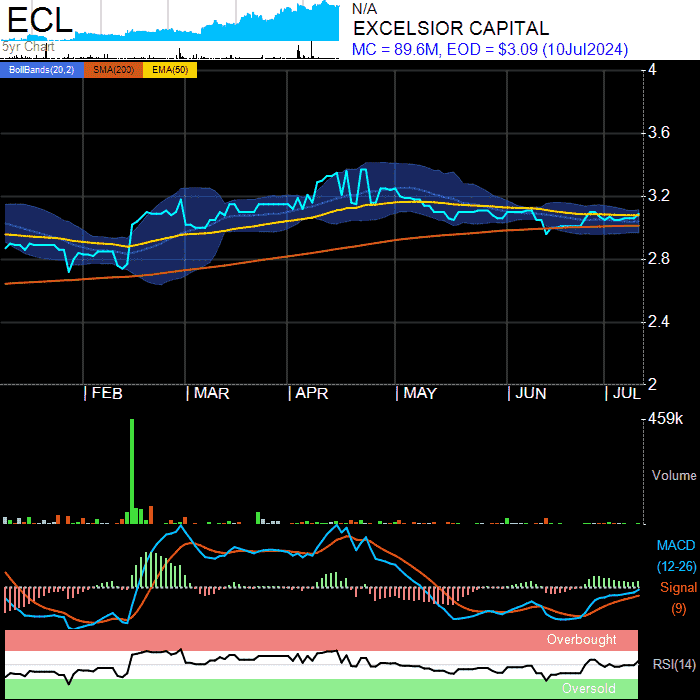 ECL
5yr Chart
N/A
EXCELSIOR CAPITAL
MC = 89.6M, EOD = $3.09 (10Jul2024)
BollBands(20,2) SMA(200) EMA(50)
4
3.6
3.2
2.8
2.4
2
FEB MAR APR MAY JUN JUL
459k
Volume
MACD
(12-26)
Signal
(9)
Overbought
RSI(14)
Oversold